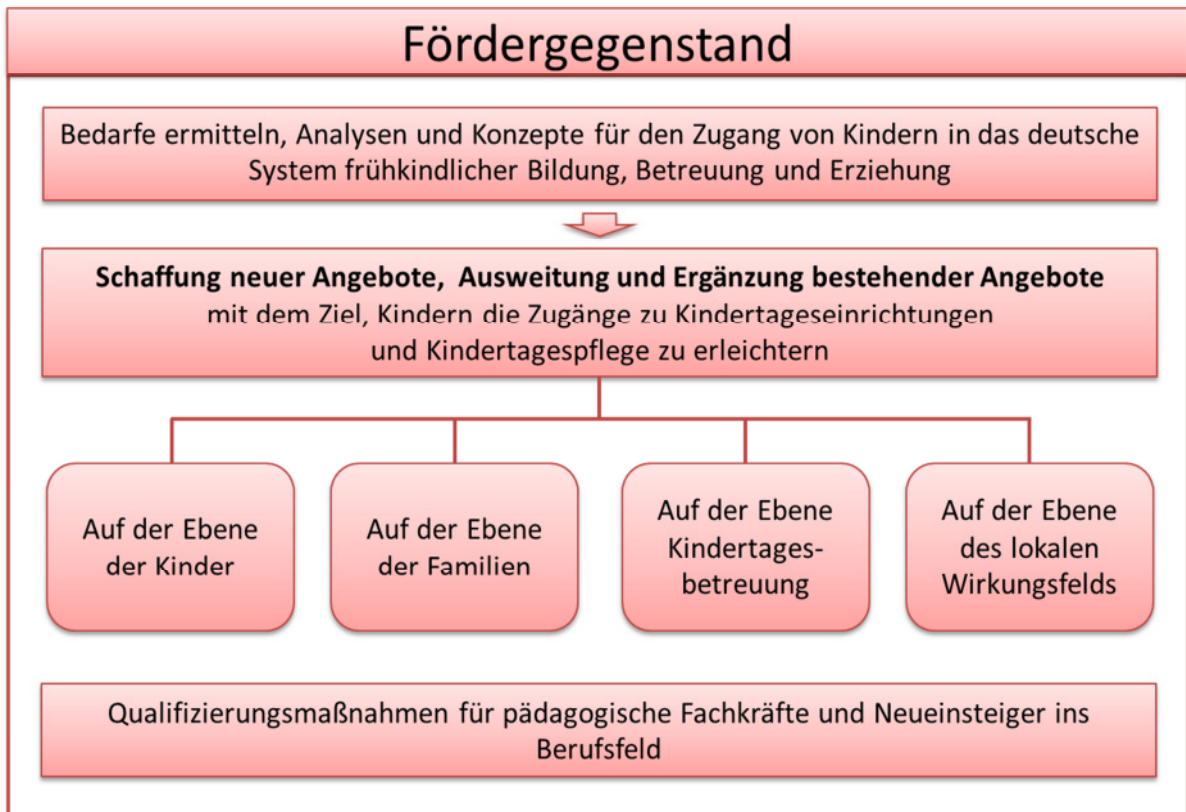 Fördergegenstand
Bedarfe ermitteln, Analysen und Konzepte für den Zugang von Kindern in das deutsche
System frühkindlicher Bildung, Betreuung und Erziehung
Schaffung neuer Angebote, Ausweitung und Ergänzung bestehender Angebote
mit dem Ziel, Kindern die Zugänge zu Kindertageseinrichtungen
und Kindertagespflege zu erleichtern
Auf der Ebene
der Kinder
Auf der Ebene
der Familien
Auf der Ebene
Kindertages-
betreuung
Auf der Ebene
des lokalen
Wirkungsfelds
Qualifizierungsmaßnahmen für pädagogische Fachkräfte und Neueinsteiger ins
Berufsfeld